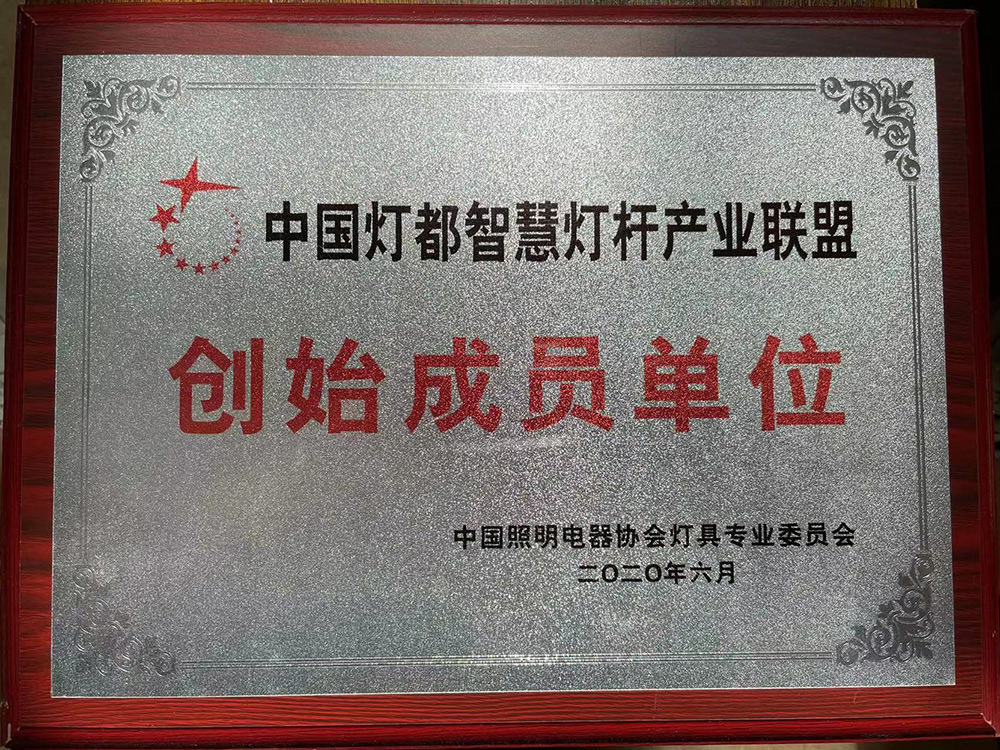 中国灯都智慧灯杆产业联盟
创始成员单位
中国照明电器协会灯具专业委员会
二〇二〇年六月